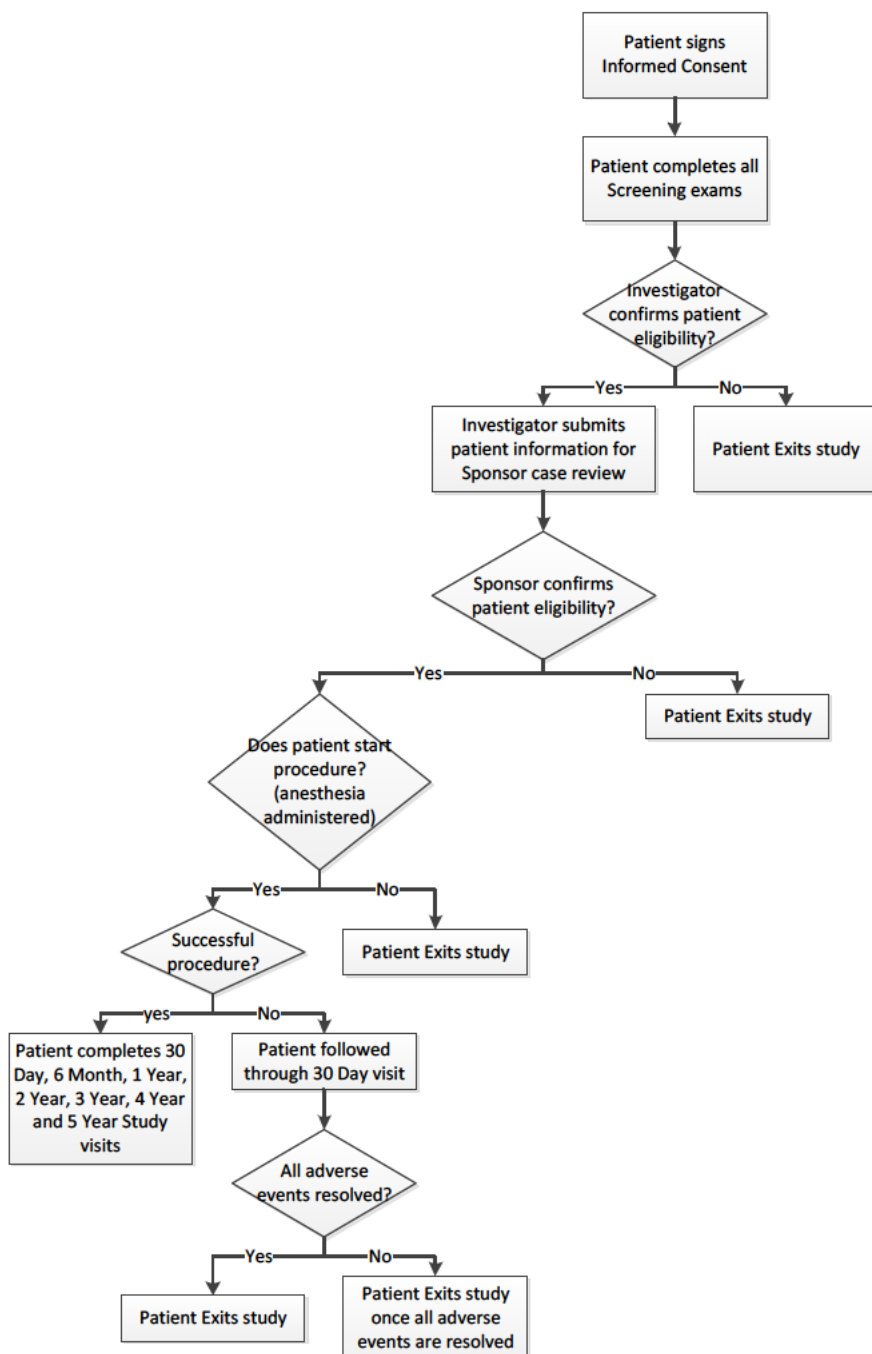 Patient signs
Informed Consent
Patient completes all
Screening exams
Investigator
confirms patient
eligibility?
Yes
No
Investigator submits
patient information for
Sponsor case review
Patient Exits study
Sponsor confirms
patient eligibility?
Yes
No
Patient Exits study
Does patient start
procedure?
(anesthesia
administered)
Yes
No
Successful
procedure?
Patient Exits study
yes
No
Patient completes 30
Day, 6 Month, 1 Year,
2 Year, 3 Year, 4 Year
and 5 Year Study
visits
Patient followed
through 30 Day visit
All adverse
events resolved?
Yes
No
Patient Exits study
Patient Exits study
once all adverse
events are resolved